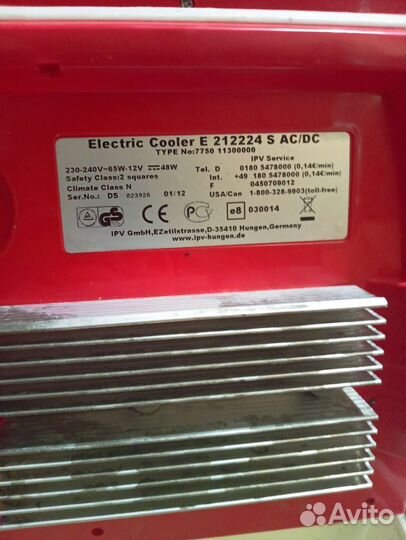 Electric Cooler E 212224 S AC/DC
TYPE No:7750 11300000
IPV Service
230-240V~65W-12V ⎓48W Tel. D 0180 5478000 (0,14€/min)
Safety Class:2 squares Int. +49 180 5478000 (0,14€/min)
Climate Class N F 0450709012
Ser.No.: DS 023926 01/12 USA/Can 1-800-328-9903(toll-free)
GS CE e8 030014
IPV GmbH,EZetilstrasse,D-35410 Hungen,Germany
www.ipv-hungen.de
Avito